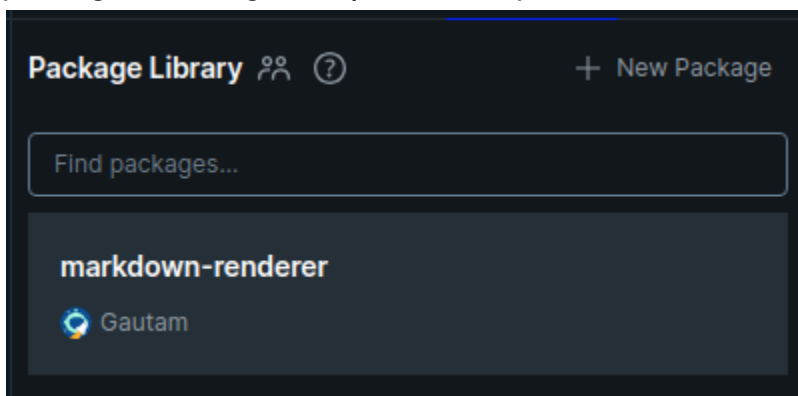 Package Library
+ New Package
Find packages...
markdown-renderer
Gautam